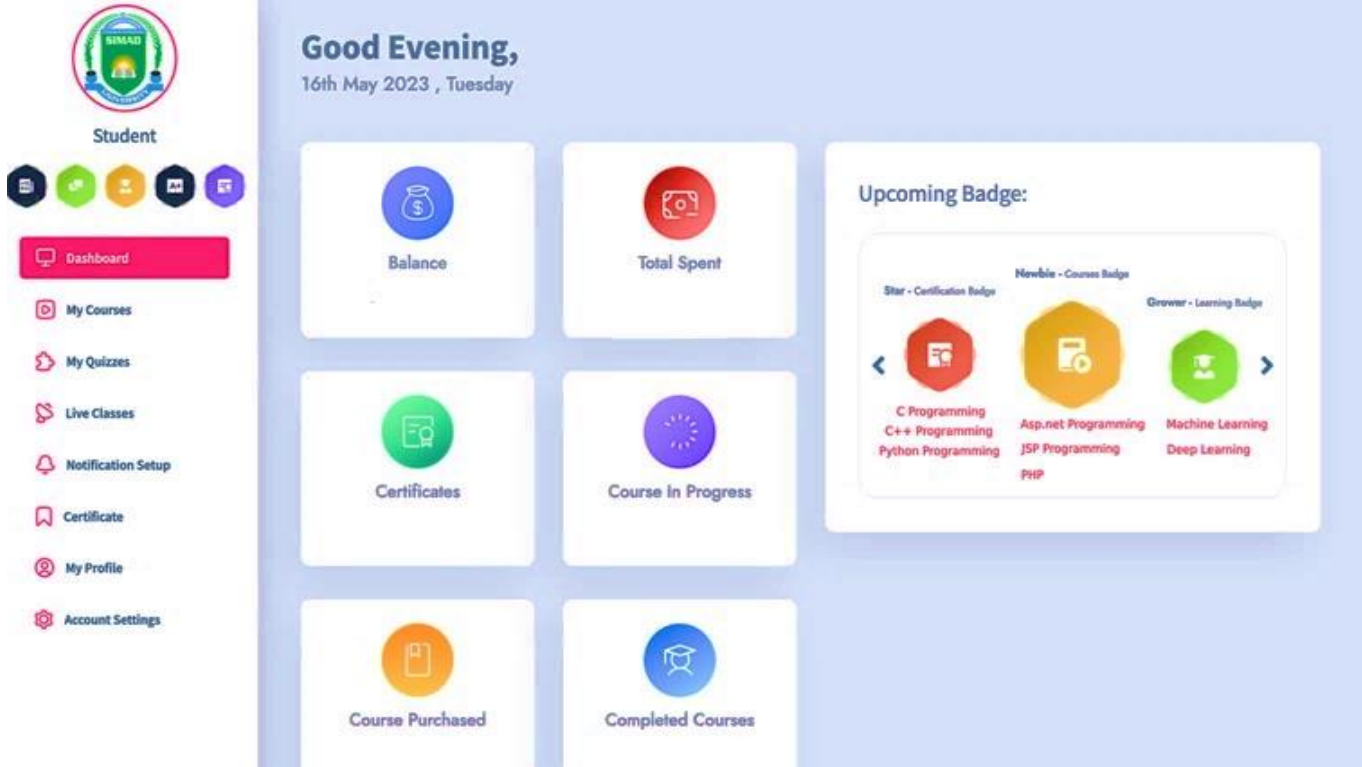 SIMAD
UNIVERSITY
Student
A+
Dashboard
My Courses
My Quizzes
Live Classes
Notification Setup
Certificate
My Profile
Account Settings
Good Evening,
16th May 2023 , Tuesday
Balance
Total Spent
Certificates
Course In Progress
Course Purchased
Completed Courses
Upcoming Badge:
Star - Certification Badge
C Programming
C++ Programming
Python Programming
Newbie - Courses Badge
Asp.net Programming
JSP Programming
PHP
Grower - Learning Badge
Machine Learning
Deep Learning